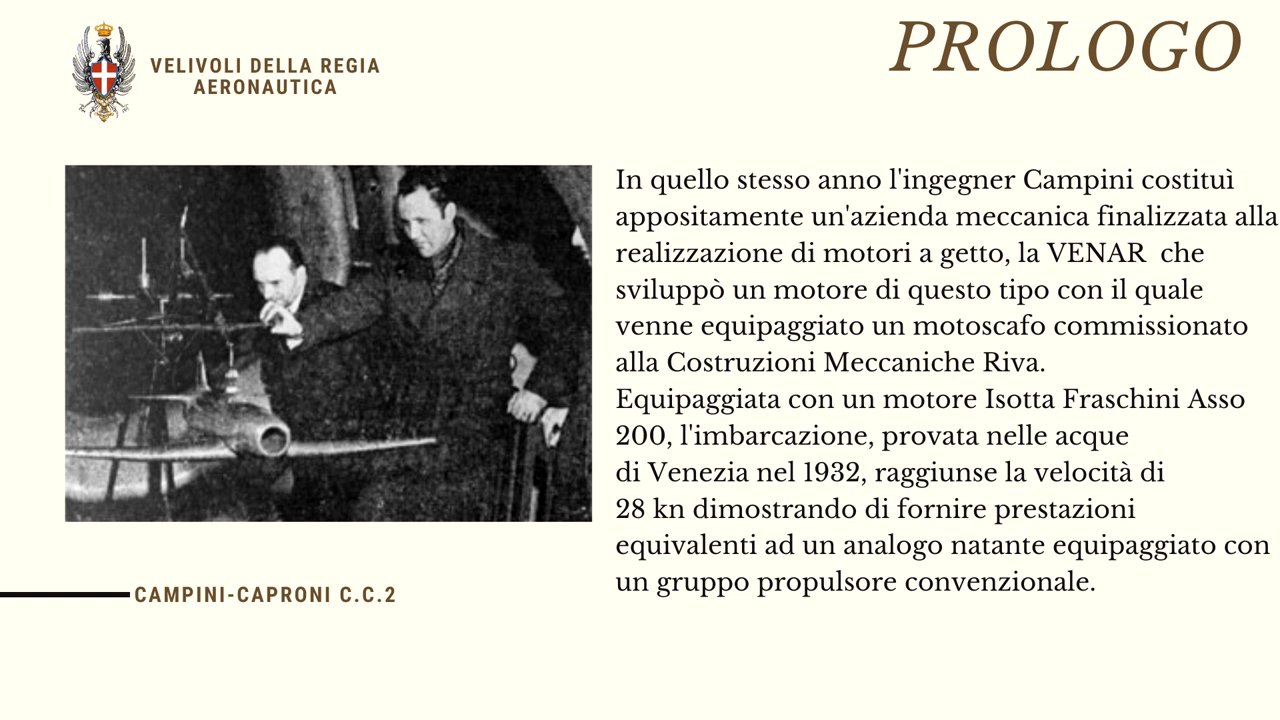 VELIVOLI DELLA REGIA
AERONAUTICA
PROLOGO
In quello stesso anno l'ingegner Campini costituì
appositamente un'azienda meccanica finalizzata alla
realizzazione di motori a getto, la VENAR  che
sviluppò un motore di questo tipo con il quale
venne equipaggiato un motoscafo commissionato
alla Costruzioni Meccaniche Riva.
Equipaggiata con un motore Isotta Fraschini Asso
200, l'imbarcazione, provata nelle acque
di Venezia nel 1932, raggiunse la velocità di
28 kn dimostrando di fornire prestazioni
equivalenti ad un analogo natante equipaggiato con
un gruppo propulsore convenzionale.
CAMPINI-CAPRONI C.C.2